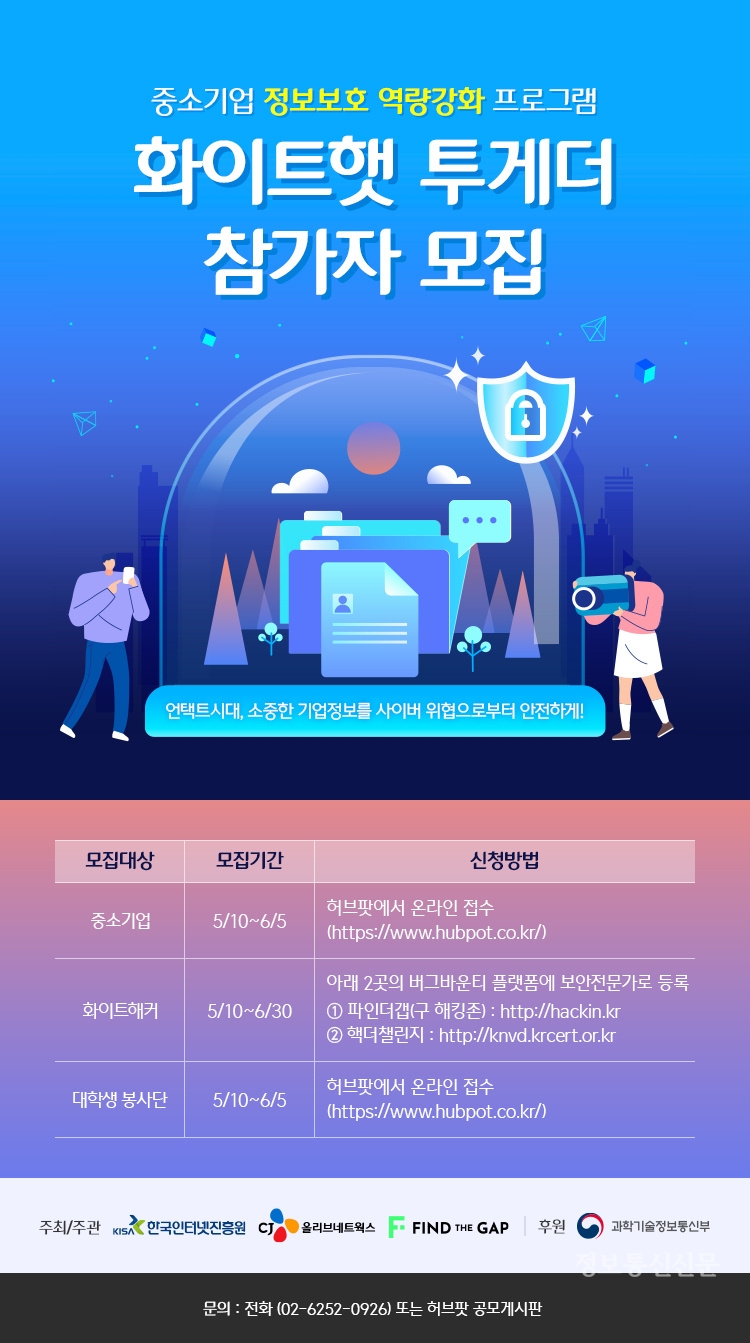 중소기업 정보보호 역량강화 프로그램
화이트햇 투게더
참가자 모집
언택트시대, 소중한 기업정보를 사이버 위협으로부터 안전하게!
모집대상 모집기간 신청방법
중소기업 5/10~6/5 허브팟에서 온라인 접수
(https://www.hubpot.co.kr/)
화이트해커 5/10~6/30 아래 2곳의 버그바운티 플랫폼에 보안전문가로 등록
① 파인더갭(구 해킹존) : http://hackin.kr
② 핵더챌린지 : http://knvd.krcert.or.kr
대학생 봉사단 5/10~6/5 허브팟에서 온라인 접수
(https://www.hubpot.co.kr/)
주최/주관 KISA 한국인터넷진흥원 CJ 올리브네트웍스 FIND THE GAP 후원 과학기술정보통신부
정보통신신문
문의 : 전화 (02-6252-0926) 또는 허브팟 공모게시판